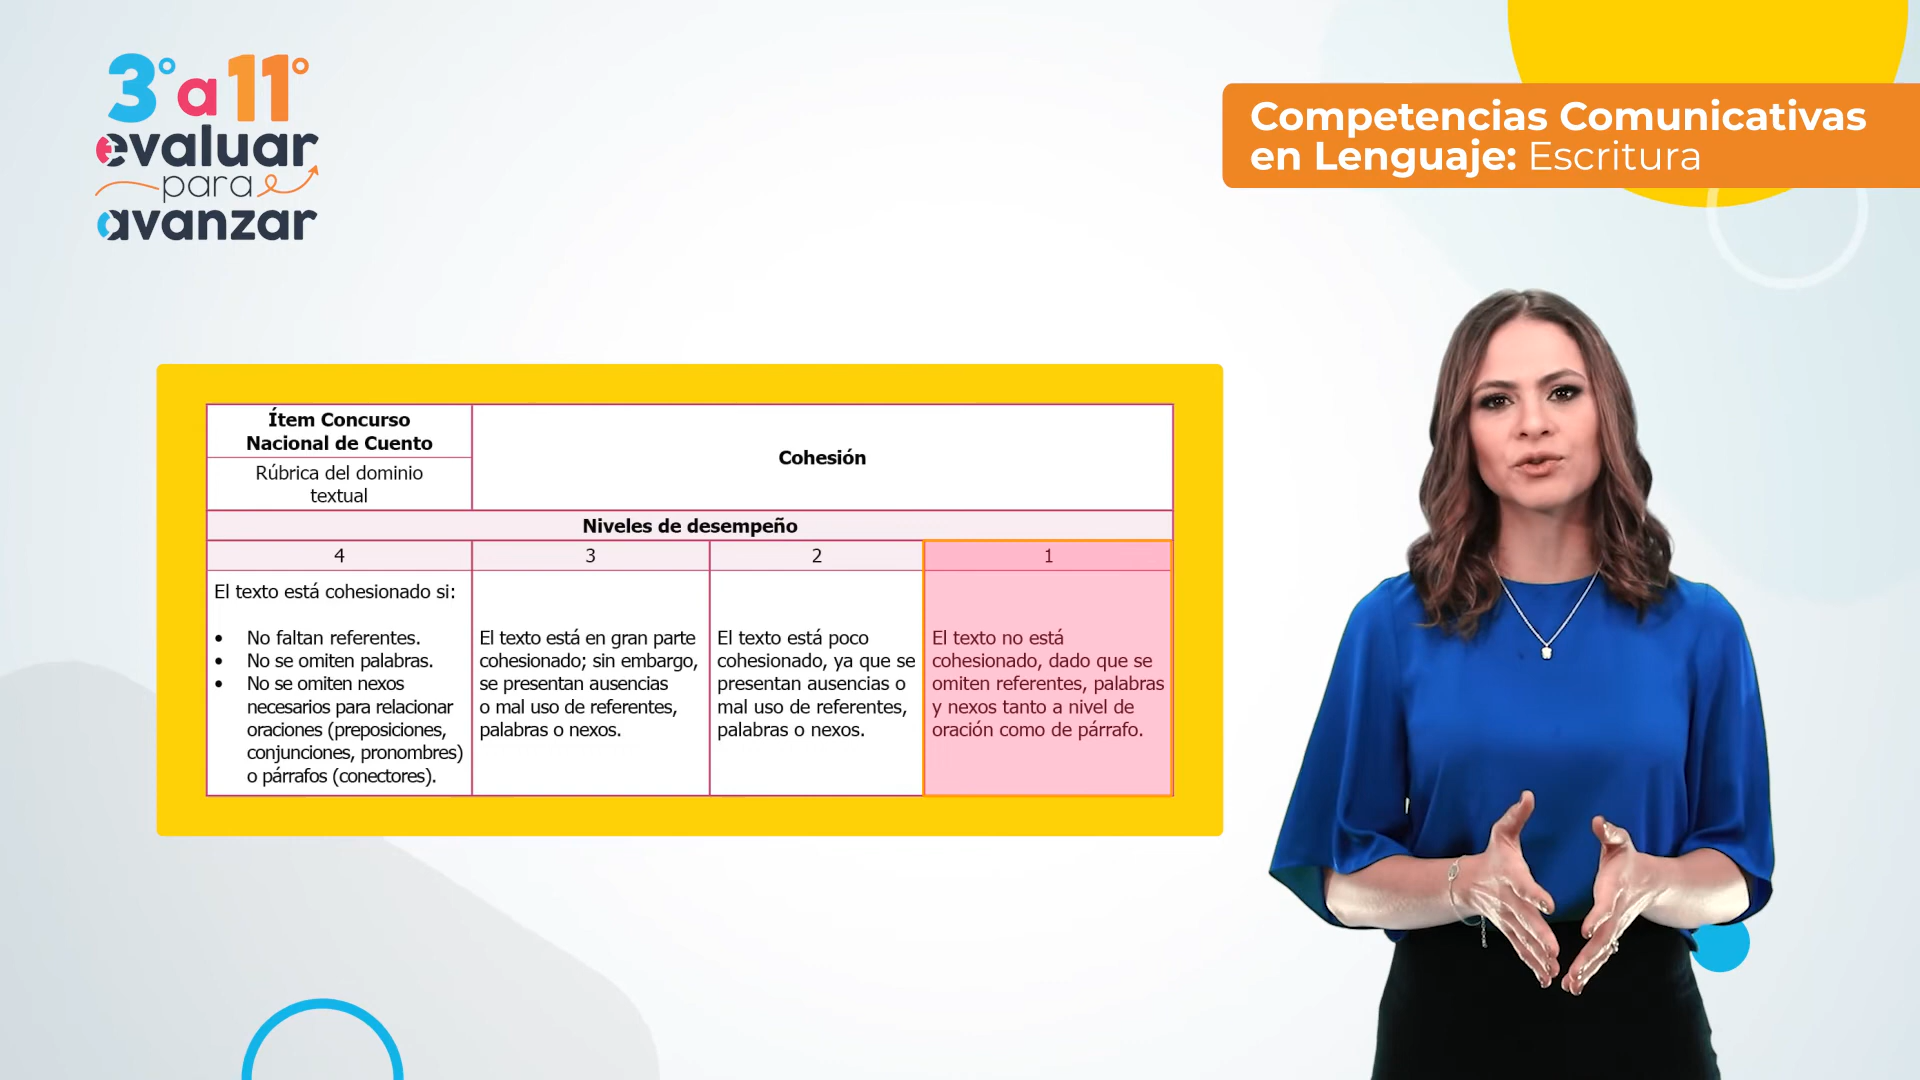 3° a 11°
evaluar
para
avanzar
Competencias Comunicativas
en Lenguaje: Escritura
Ítem Concurso
Nacional de Cuento
Rúbrica del dominio
textual
Cohesión
Niveles de desempeño
4
3
2
1
El texto está cohesionado si:
• No faltan referentes.
• No se omiten palabras.
• No se omiten nexos
necesarios para relacionar
oraciones (preposiciones,
conjunciones, pronombres)
o párrafos (conectores).
El texto está en gran parte
cohesionado; sin embargo,
se presentan ausencias
o mal uso de referentes,
palabras o nexos.
El texto está poco
cohesionado, ya que se
presentan ausencias o
mal uso de referentes,
palabras o nexos.
El texto no está
cohesionado, dado que se
omiten referentes, palabras
y nexos tanto a nivel de
oración como de párrafo.